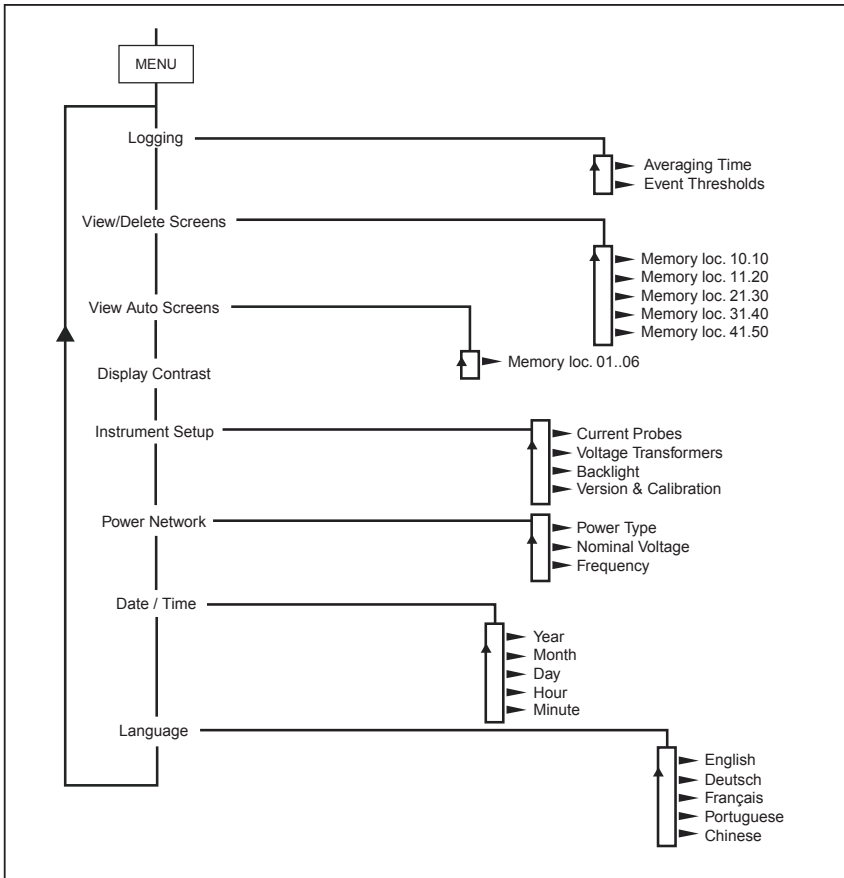 MENU
Logging
Averaging Time
Event Thresholds
View/Delete Screens
Memory loc. 10.10
Memory loc. 11.20
Memory loc. 21.30
Memory loc. 31.40
Memory loc. 41.50
View Auto Screens
Memory loc. 01..06
Display Contrast
Instrument Setup
Current Probes
Voltage Transformers
Backlight
Version & Calibration
Power Network
Power Type
Nominal Voltage
Frequency
Date / Time
Year
Month
Day
Hour
Minute
Language
English
Deutsch
Français
Portuguese
Chinese